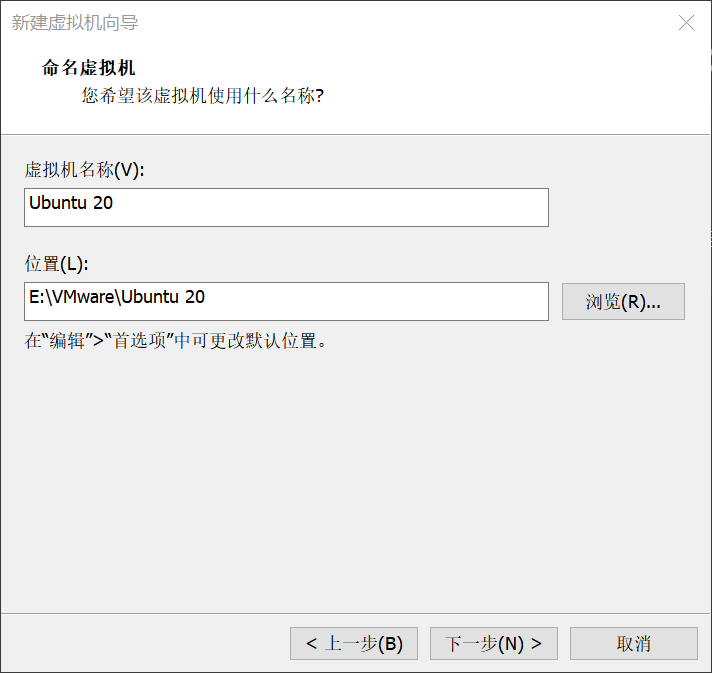 新建虚拟机向导
命名虚拟机
您希望该虚拟机使用什么名称?
虚拟机名称(V):
Ubuntu 20
位置(L):
E:\VMware\Ubuntu 20
浏览(R)...
在“编辑”>“首选项”中可更改默认位置。
< 上一步(B)
下一步(N) >
取消